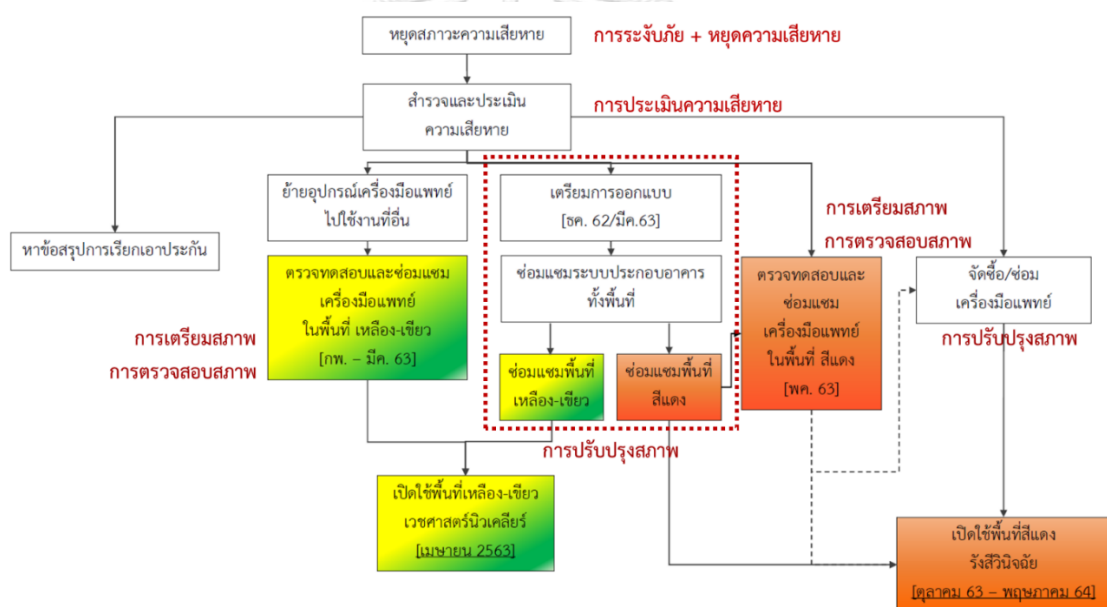 หยุดสภาวะความเสียหาย
การระงับภัย + หยุดความเสียหาย
สำรวจและประเมิน
ความเสียหาย
การประเมินความเสียหาย
ย้ายอุปกรณ์เครื่องมือแพทย์
ไปใช้งานที่อื่น
เตรียมการออกแบบ
[ธค. 62/มีค.63]
การเตรียมสภาพ
การตรวจสอบสภาพ
หาข้อสรุปการเรียกเอาประกัน
ตรวจทดสอบและซ่อมแซม
เครื่องมือแพทย์
ในพื้นที่ เหลือง-เขียว
[กพ. – มีค. 63]
ซ่อมแซมระบบประกอบอาคาร
ทั้งพื้นที่
ตรวจทดสอบและ
ซ่อมแซม
เครื่องมือแพทย์
ในพื้นที่ สีแดง
[พค. 63]
จัดซื้อ/ซ่อม
เครื่องมือแพทย์
การปรับปรุงสภาพ
การเตรียมสภาพ
การตรวจสอบสภาพ
ซ่อมแซมพื้นที่
เหลือง-เขียว
ซ่อมแซมพื้นที่
สีแดง
การปรับปรุงสภาพ
เปิดใช้พื้นที่เหลือง-เขียว
เวชศาสตร์นิวเคลียร์
[เมษายน 2563]
เปิดใช้พื้นที่สีแดง
รังสีวินิจฉัย
[ตุลาคม 63 – พฤษภาคม 64]